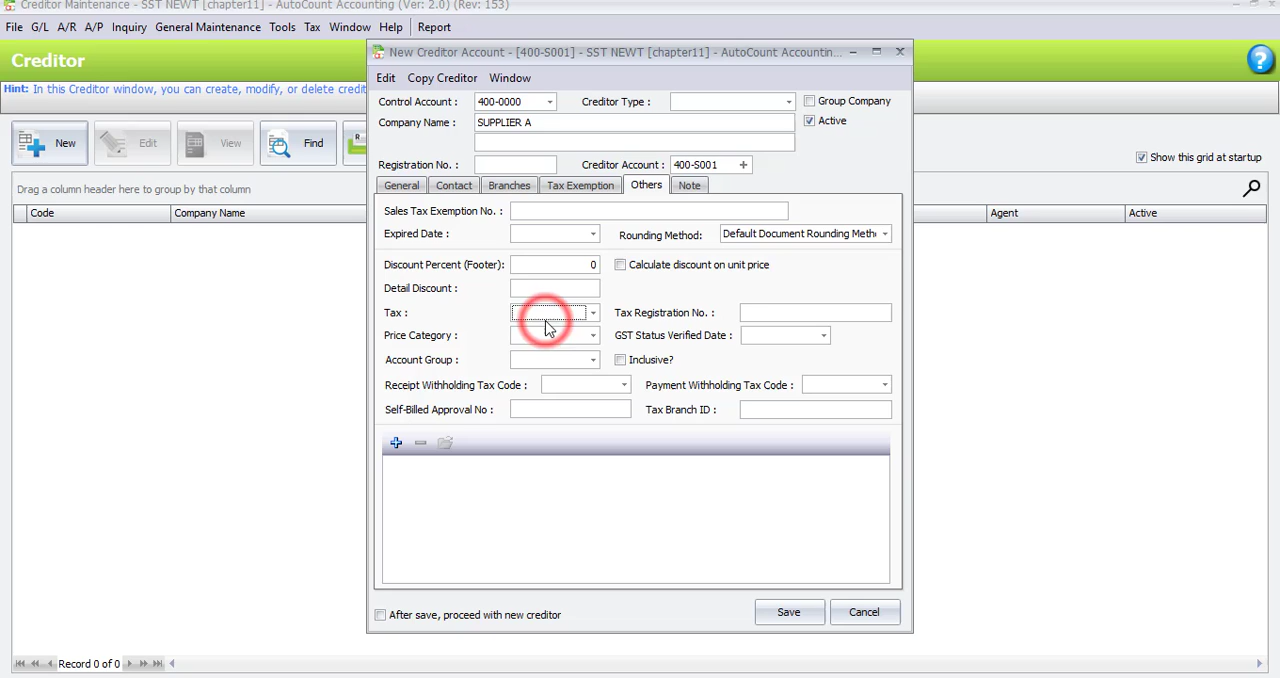 Creditor Maintenance - SST NEWT [chapter11] - AutoCount Accounting (Ver: 2.0) (Rev: 153)
File G/L A/R A/P Inquiry General Maintenance Tools Tax Window Help Report
Creditor
Hint: In this Creditor window, you can create, modify, or delete credit
New Edit View Find
Show this grid at startup
Drag a column header here to group by that column
Code Company Name Agent Active
New Creditor Account - [400-S001] - SST NEWT [chapter11] - AutoCount Accountin...
Edit Copy Creditor Window
Control Account : 400-0000 Creditor Type : Group Company
Company Name : SUPPLIER A Active
Registration No. : Creditor Account : 400-S001
General Contact Branches Tax Exemption Others Note
Sales Tax Exemption No. :
Expired Date : Rounding Method: Default Document Rounding Meth
Discount Percent (Footer): 0 Calculate discount on unit price
Detail Discount :
Tax : Tax Registration No. :
Price Category : GST Status Verified Date :
Account Group : Inclusive?
Receipt Withholding Tax Code : Payment Withholding Tax Code :
Self-Billed Approval No : Tax Branch ID :
After save, proceed with new creditor Save Cancel
Record 0 of 0